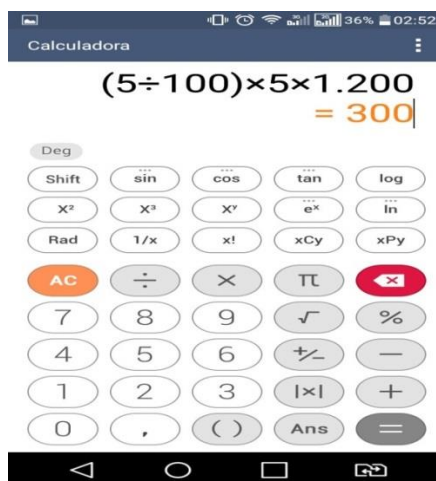 36% 02:52
Calculadora
(5÷100)×5×1.200
= 300
Deg
Shift sin cos tan log
X² X³ Xʸ eˣ ln
Rad 1/x x! xCy xPy
AC ÷ × π
7 8 9 √ %
4 5 6 +/− −
1 2 3 |×| +
0 , ( ) Ans =